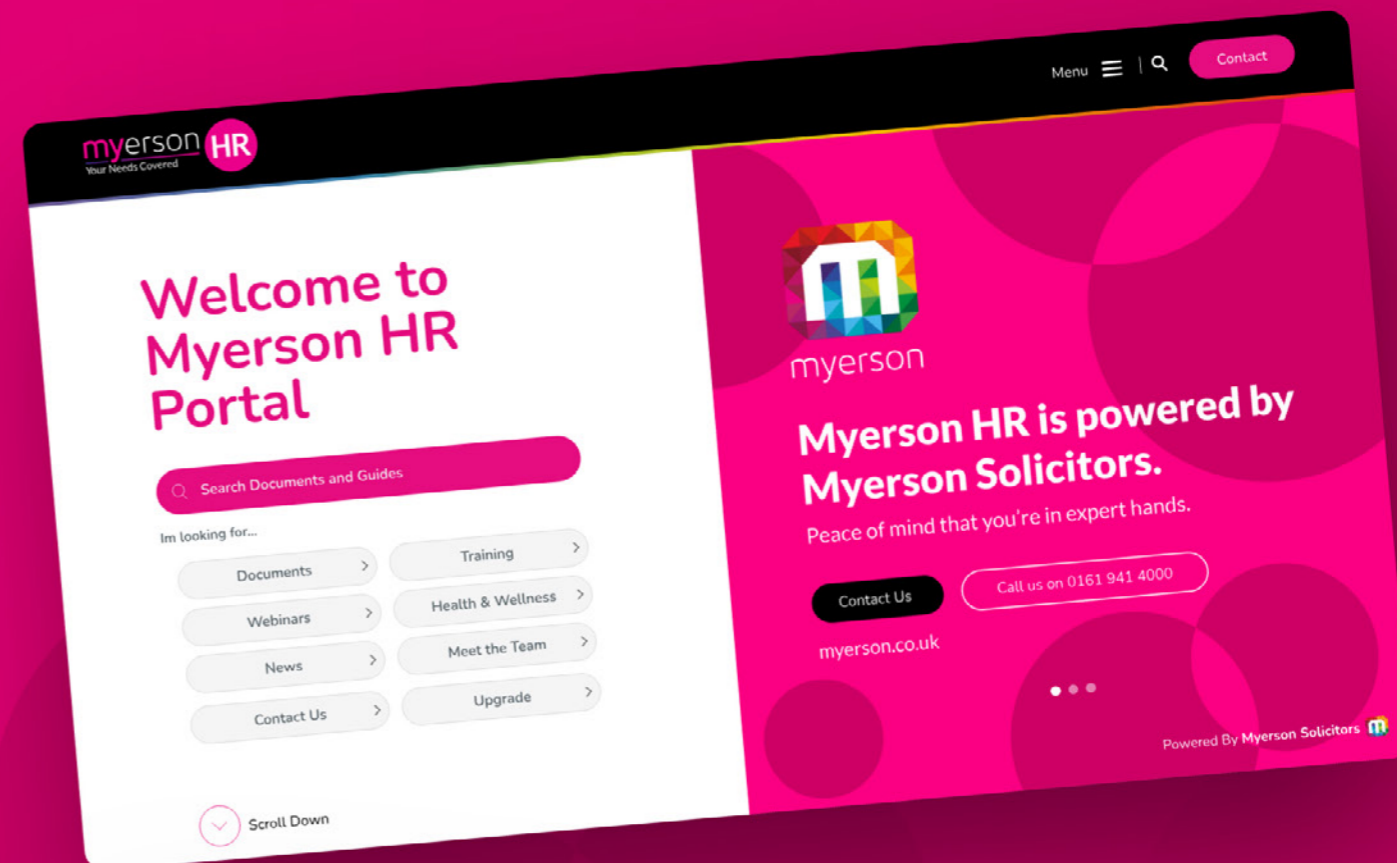 myerson HR
Your Needs Covered
Menu
Contact
Welcome to
Myerson HR
Portal
Search Documents and Guides
Im looking for...
Documents
Training
Webinars
Health & Wellness
News
Meet the Team
Contact Us
Upgrade
Scroll Down
m
myerson
Myerson HR is powered by
Myerson Solicitors.
Peace of mind that you're in expert hands.
Contact Us
Call us on 0161 941 4000
myerson.co.uk
Powered By Myerson Solicitors m